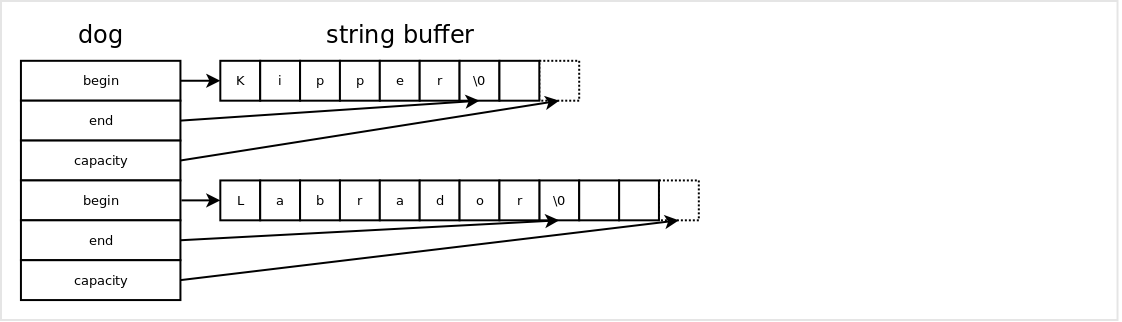 dog string buffer
begin K i p p e r \0
end
capacity
begin L a b r a d o r \0
end
capacity